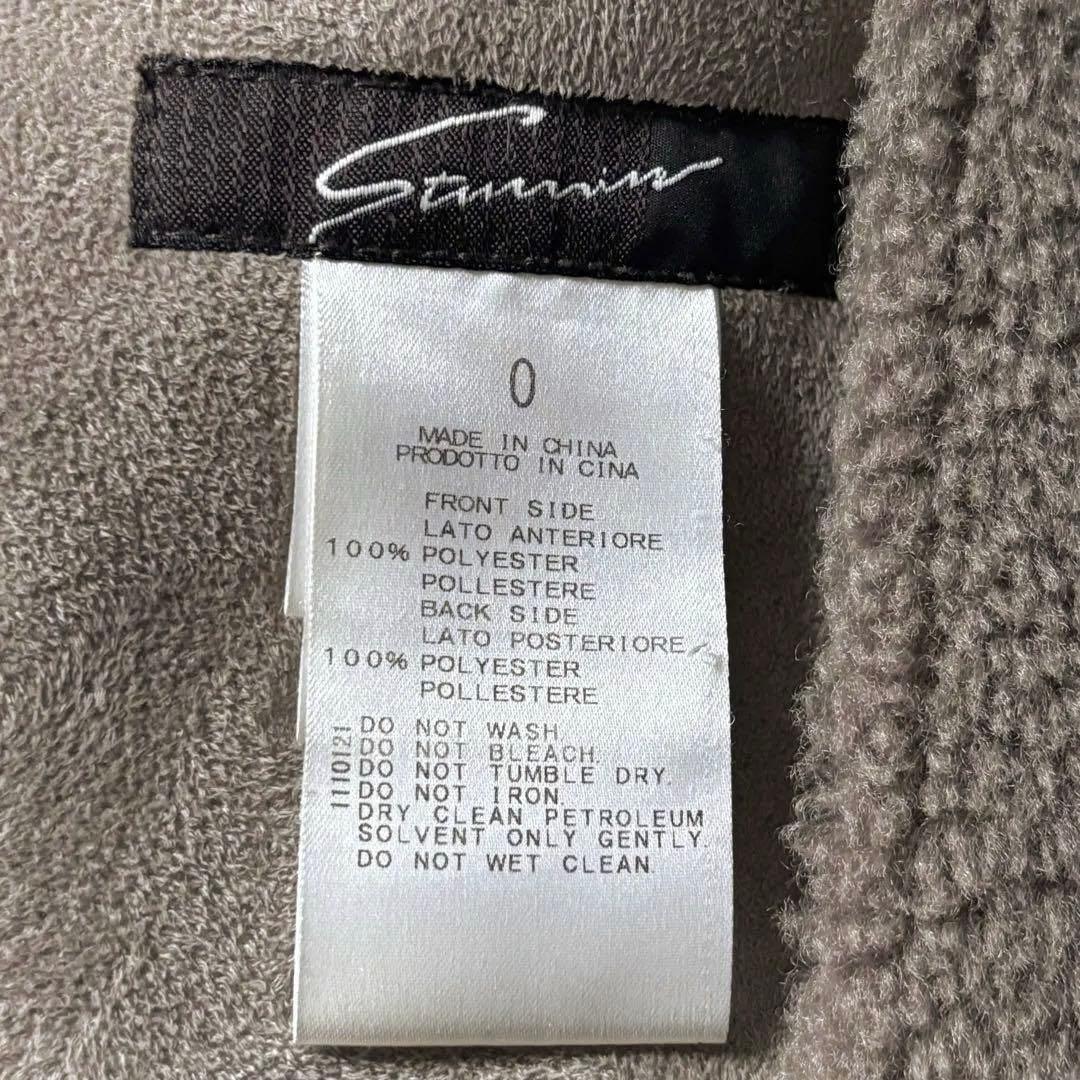 0
MADE IN CHINA
PRODOTTO IN CINA
FRONT SIDE
LATO ANTERIORE
100% POLYESTER
POLLESTERE
BACK SIDE
LATO POSTERIORE
100% POLYESTER
POLLESTERE
DO NOT WASH.
DO NOT BLEACH.
DO NOT TUMBLE DRY.
DO NOT IRON.
DRY CLEAN PETROLEUM
SOLVENT ONLY GENTLY.
DO NOT WET CLEAN.
1110121